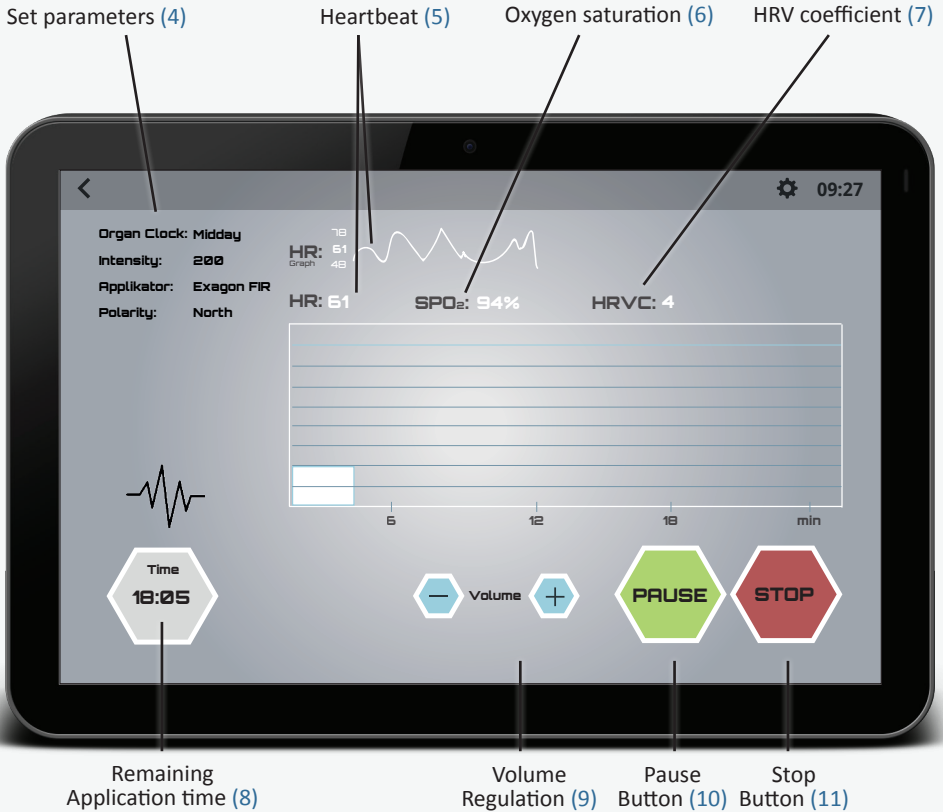 Set parameters (4)
Heartbeat (5)
Oxygen saturation (6)
HRV coefficient (7)
09:27
Organ Clock: Midday
Intensity: 200
Applikator: Exagon FIR
Polarity: North
78
HR: 61
Graph 48
HR: 61
SPO₂: 94%
HRVC: 4
6 12 18 min
Time
18:05
− Volume +
PAUSE
STOP
Remaining
Application time (8)
Volume
Regulation (9)
Pause
Button (10)
Stop
Button (11)